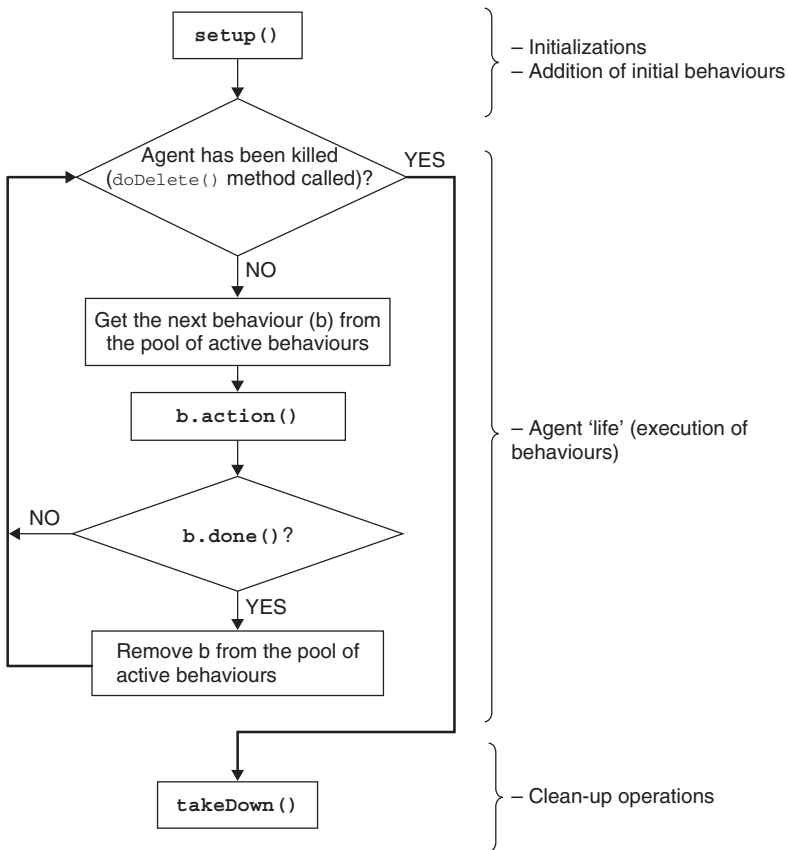 setup()
– Initializations
– Addition of initial behaviours
Agent has been killed
(doDelete() method called)?
YES
NO
Get the next behaviour (b) from
the pool of active behaviours
b.action()
– Agent ‘life’ (execution of
behaviours)
NO
b.done()?
YES
Remove b from the pool of
active behaviours
takeDown()
– Clean-up operations